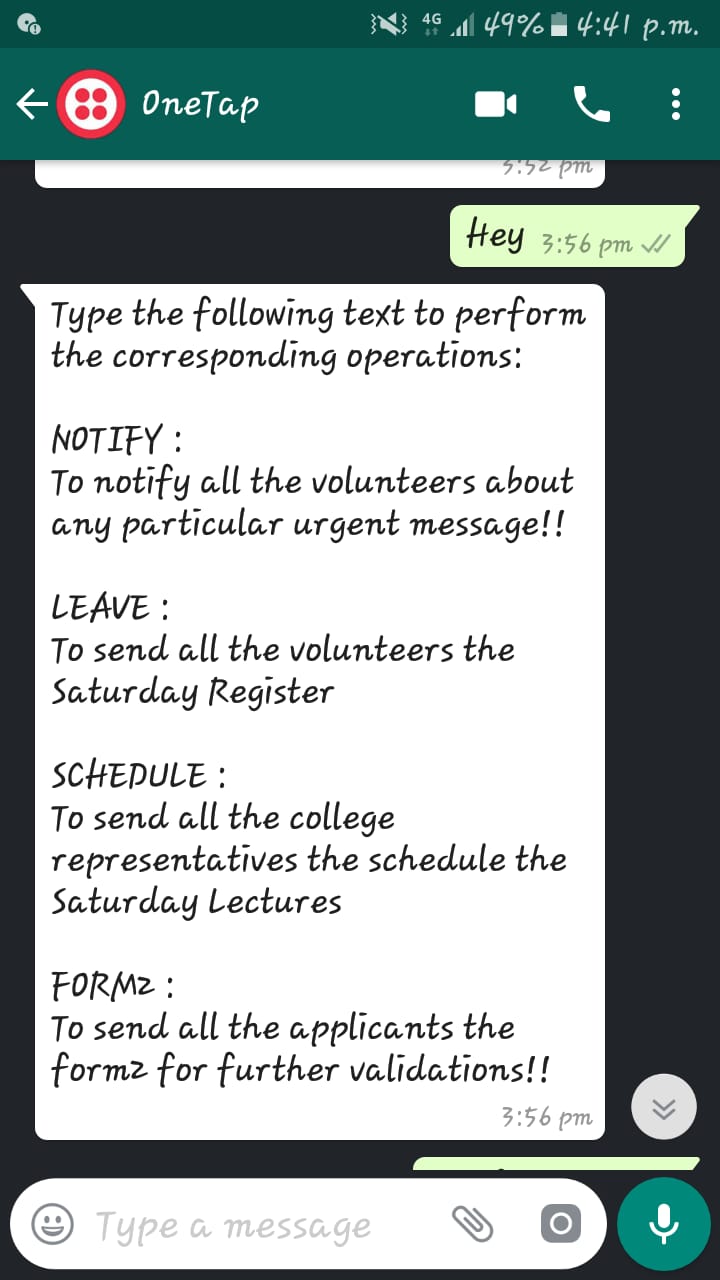 4G 49% 4:41 p.m.
OneTap
3:52 pm
Hey 3:56 pm
Type the following text to perform
the corresponding operations:
NOTIFY :
To notify all the volunteers about
any particular urgent message!!
LEAVE :
To send all the volunteers the
Saturday Register
SCHEDULE :
To send all the college
representatives the schedule the
Saturday Lectures
FORM2 :
To send all the applicants the
form2 for further validations!!
3:56 pm
Type a message